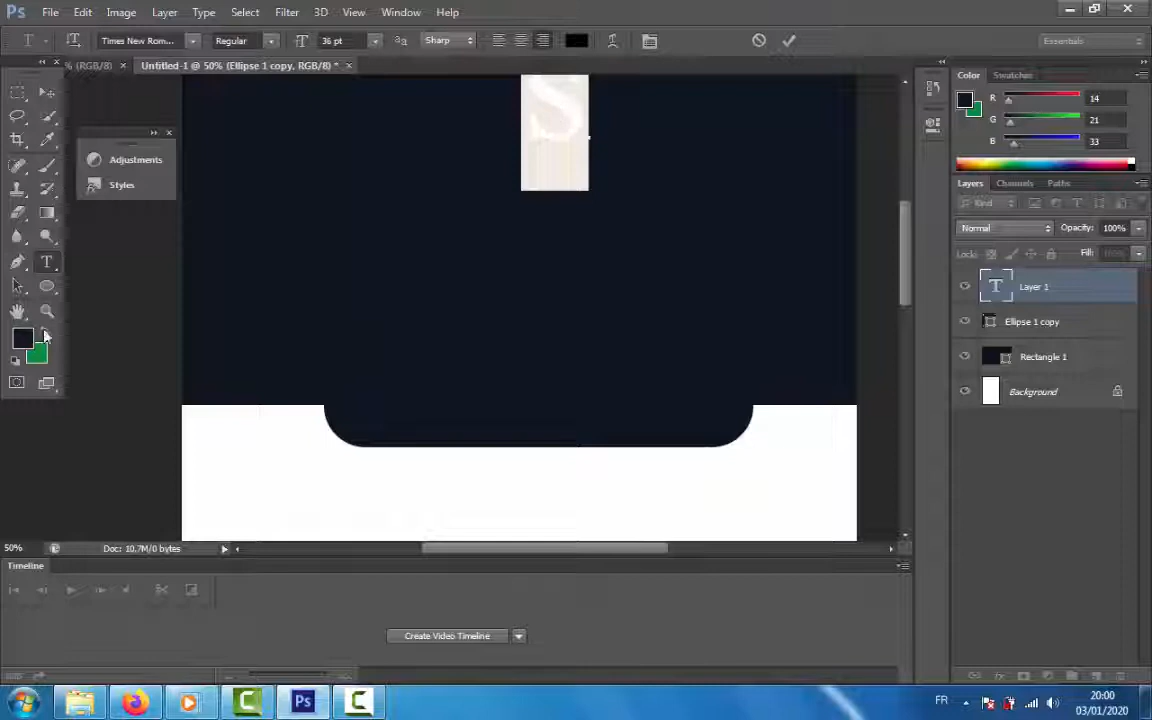 Ps File Edit Image Layer Type Select Filter 3D View Window Help
T Times New Rom... Regular 36 pt Sharp Essentials
% (RGB/8) × Untitled-1 @ 50% (Ellipse 1 copy, RGB/8) * ×
Color Swatches
R 14
G 21
B 33
S
Adjustments
Styles
Layers Channels Paths
Kind
Normal Opacity: 100%
Lock: Fill: 100%
T Layer 1
Ellipse 1 copy
Rectangle 1
Background
50% Doc: 10.7M/0 bytes
Timeline
Create Video Timeline
Ps FR 20:00
03/01/2020